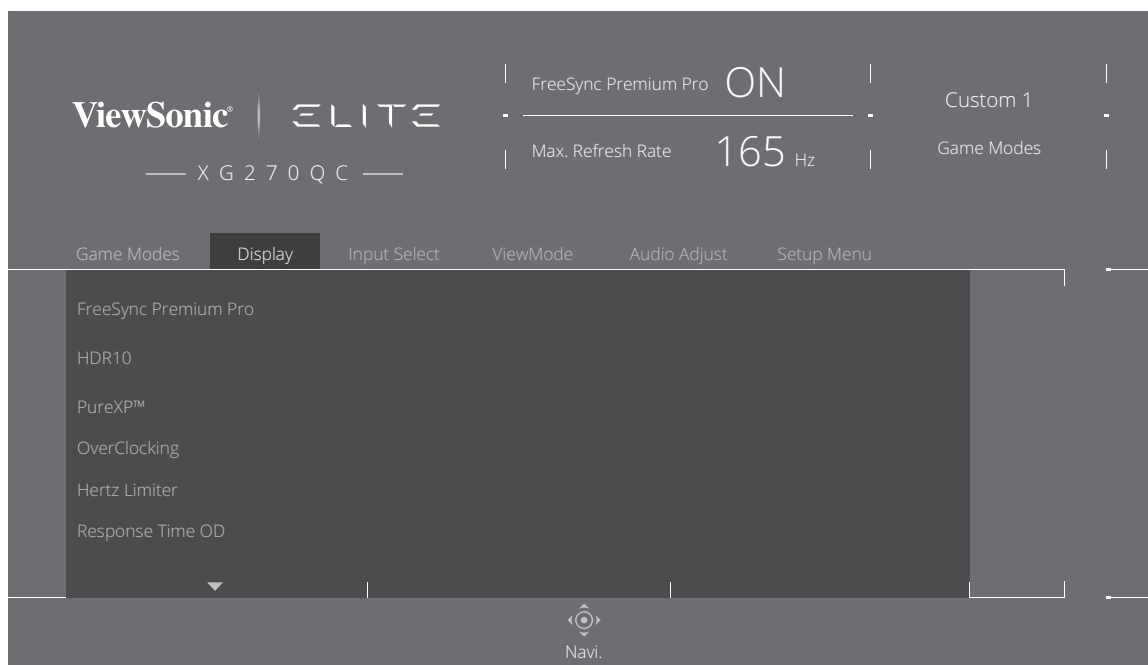 ViewSonic® | ELITE
XG270QC
FreeSync Premium Pro ON
Max. Refresh Rate 165 Hz
Custom 1
Game Modes
Game Modes Display Input Select ViewMode Audio Adjust Setup Menu
FreeSync Premium Pro
HDR10
PureXP™
OverClocking
Hertz Limiter
Response Time OD
Navi.